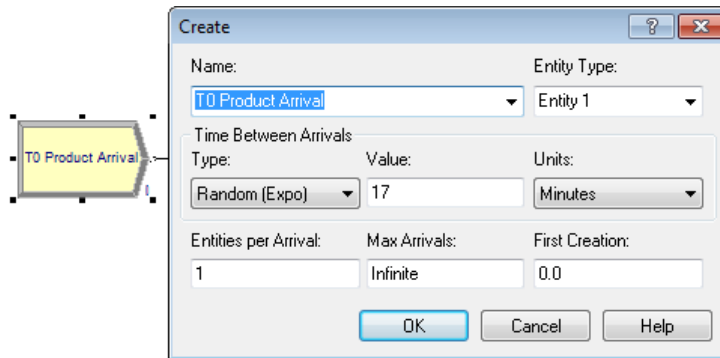 Create
Name:
Entity Type:
T0 Product Arrival
Entity 1
T0 Product Arrival
Time Between Arrivals
Type:
Value:
Units:
Random (Expo)
17
Minutes
Entities per Arrival:
Max Arrivals:
First Creation:
1
Infinite
0.0
OK
Cancel
Help